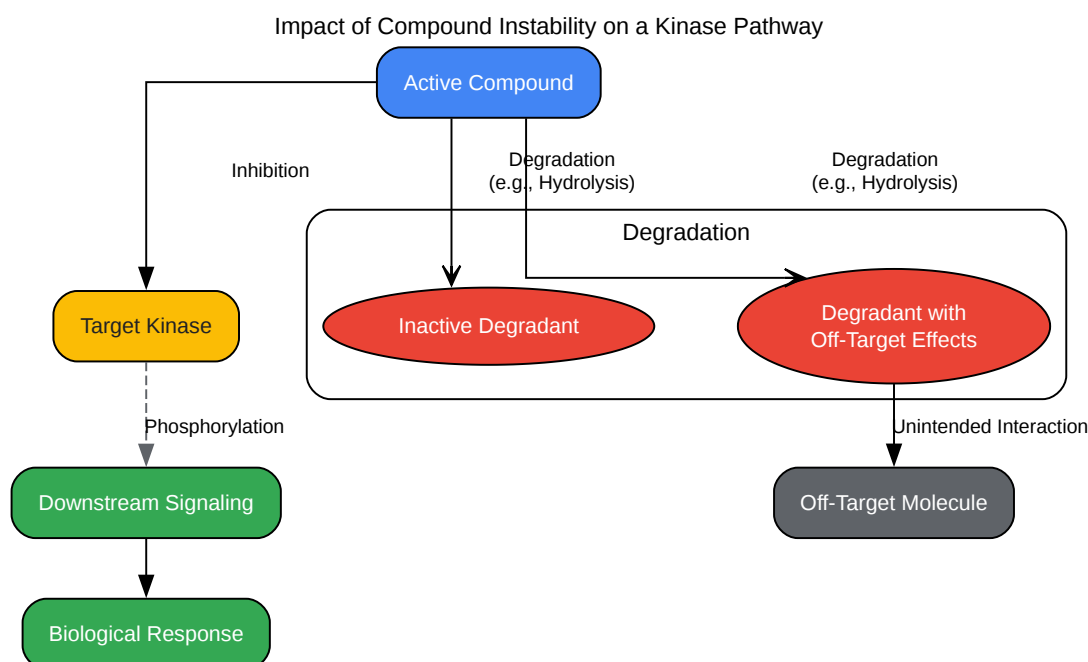 Impact of Compound Instability on a Kinase Pathway
Active Compound
Inhibition
Degradation
(e.g., Hydrolysis)
Degradation
(e.g., Hydrolysis)
Degradation
Target Kinase
Inactive Degradant
Degradant with
Off-Target Effects
Phosphorylation
Unintended Interaction
Downstream Signaling
Off-Target Molecule
Biological Response